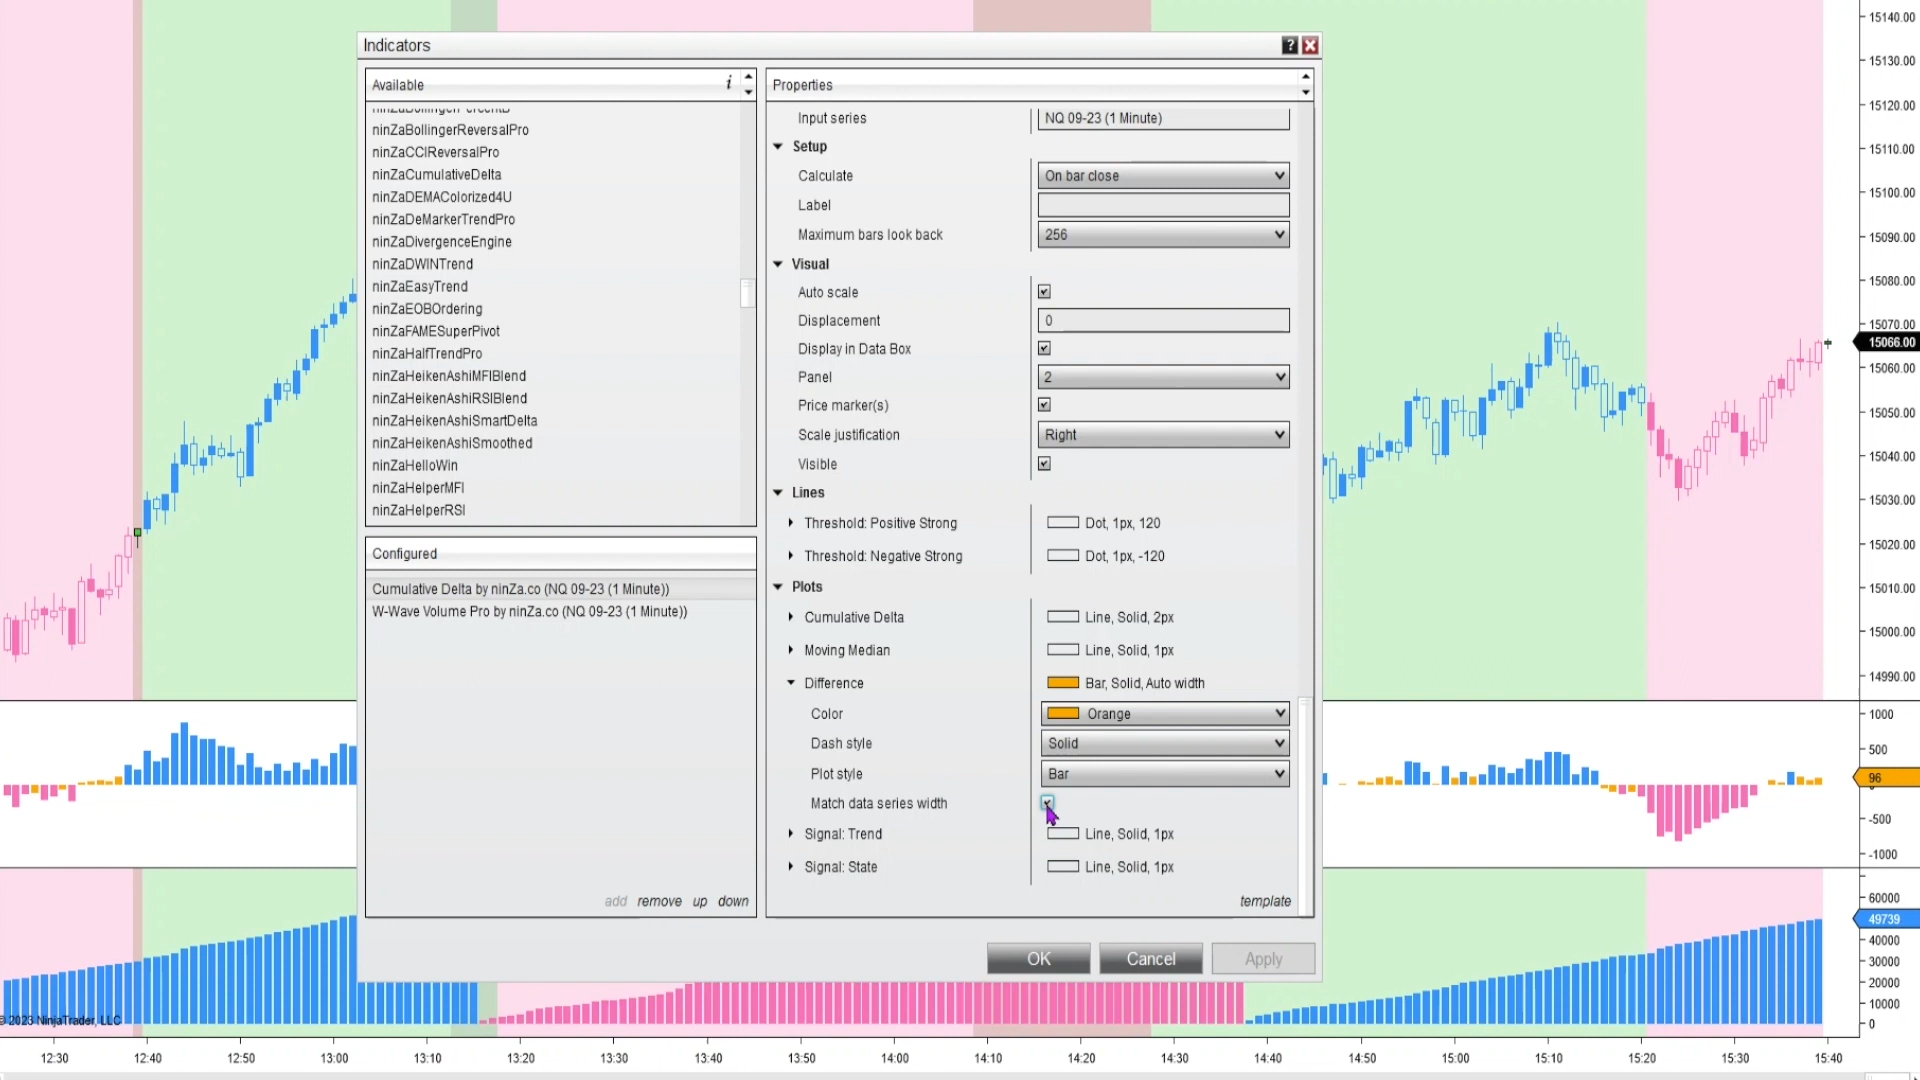 Indicators
?
Available
i
ninZaBollingerReversalPro
ninZaCCIReversalPro
ninZaCumulativeDelta
ninZaDEMAColorized4U
ninZaDeMarkerTrendPro
ninZaDivergenceEngine
ninZaDWINTrend
ninZaEasyTrend
ninZaEOBOrdering
ninZaFAMESuperPivot
ninZaHalfTrendPro
ninZaHeikenAshiMFIBlend
ninZaHeikenAshiRSIBlend
ninZaHeikenAshiSmartDelta
ninZaHeikenAshiSmoothed
ninZaHelloWin
ninZaHelperMFI
ninZaHelperRSI
Configured
Cumulative Delta by ninZa.co (NQ 09-23 (1 Minute))
W-Wave Volume Pro by ninZa.co (NQ 09-23 (1 Minute))
add remove up down
Properties
Input series NQ 09-23 (1 Minute)
Setup
Calculate On bar close
Label
Maximum bars look back 256
Visual
Auto scale
Displacement 0
Display in Data Box
Panel 2
Price marker(s)
Scale justification Right
Visible
Lines
Threshold: Positive Strong Dot, 1px, 120
Threshold: Negative Strong Dot, 1px, -120
Plots
Cumulative Delta Line, Solid, 2px
Moving Median Line, Solid, 1px
Difference Bar, Solid, Auto width
Color Orange
Dash style Solid
Plot style Bar
Match data series width
Signal: Trend Line, Solid, 1px
Signal: State Line, Solid, 1px
template
OK Cancel Apply
15140.00
15130.00
15120.00
15110.00
15100.00
15090.00
15080.00
15070.00
15066.00
15060.00
15050.00
15040.00
15030.00
15020.00
15010.00
15000.00
14990.00
1000
500
96
-500
-1000
60000
49739
40000
30000
20000
10000
0
© 2023 NinjaTrader, LLC
12:30 12:40 12:50 13:00 13:10 13:20 13:30 13:40 13:50 14:00 14:10 14:20 14:30 14:40 14:50 15:00 15:10 15:20 15:30 15:40